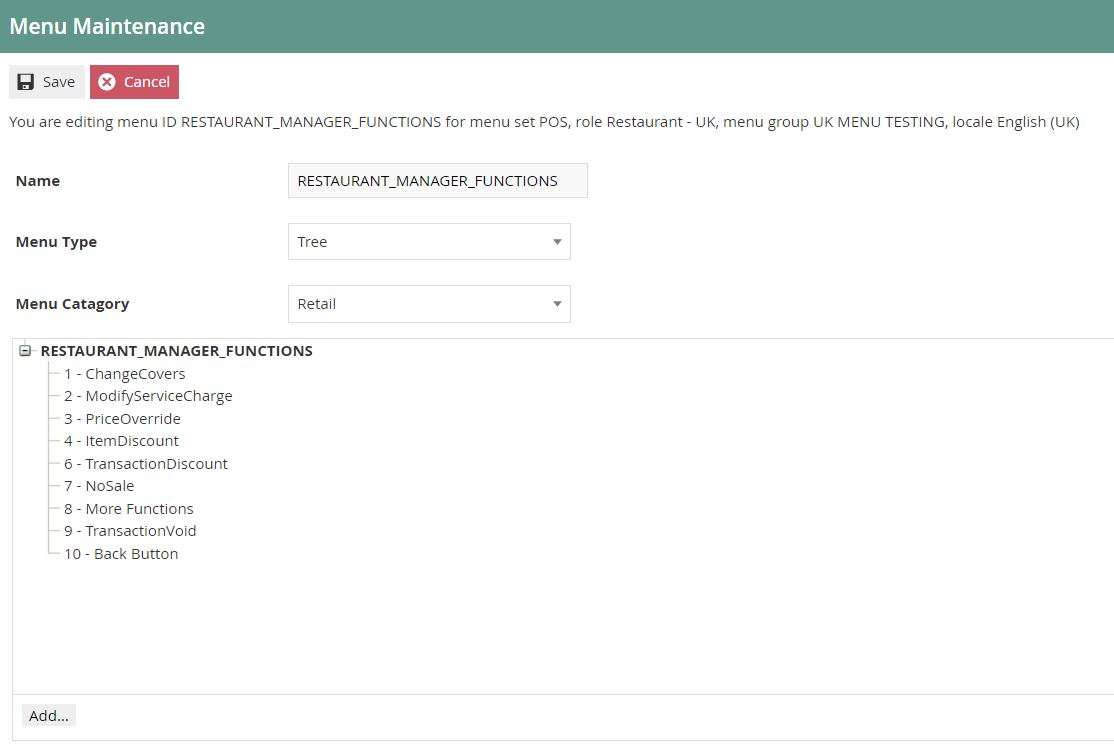 Menu Maintenance
Save
Cancel
You are editing menu ID RESTAURANT_MANAGER_FUNCTIONS for menu set POS, role Restaurant - UK, menu group UK MENU TESTING, locale English (UK)
Name
RESTAURANT_MANAGER_FUNCTIONS
Menu Type
Tree
Menu Catagory
Retail
RESTAURANT_MANAGER_FUNCTIONS
1 - ChangeCovers
2 - ModifyServiceCharge
3 - PriceOverride
4 - ItemDiscount
6 - TransactionDiscount
7 - NoSale
8 - More Functions
9 - TransactionVoid
10 - Back Button
Add...